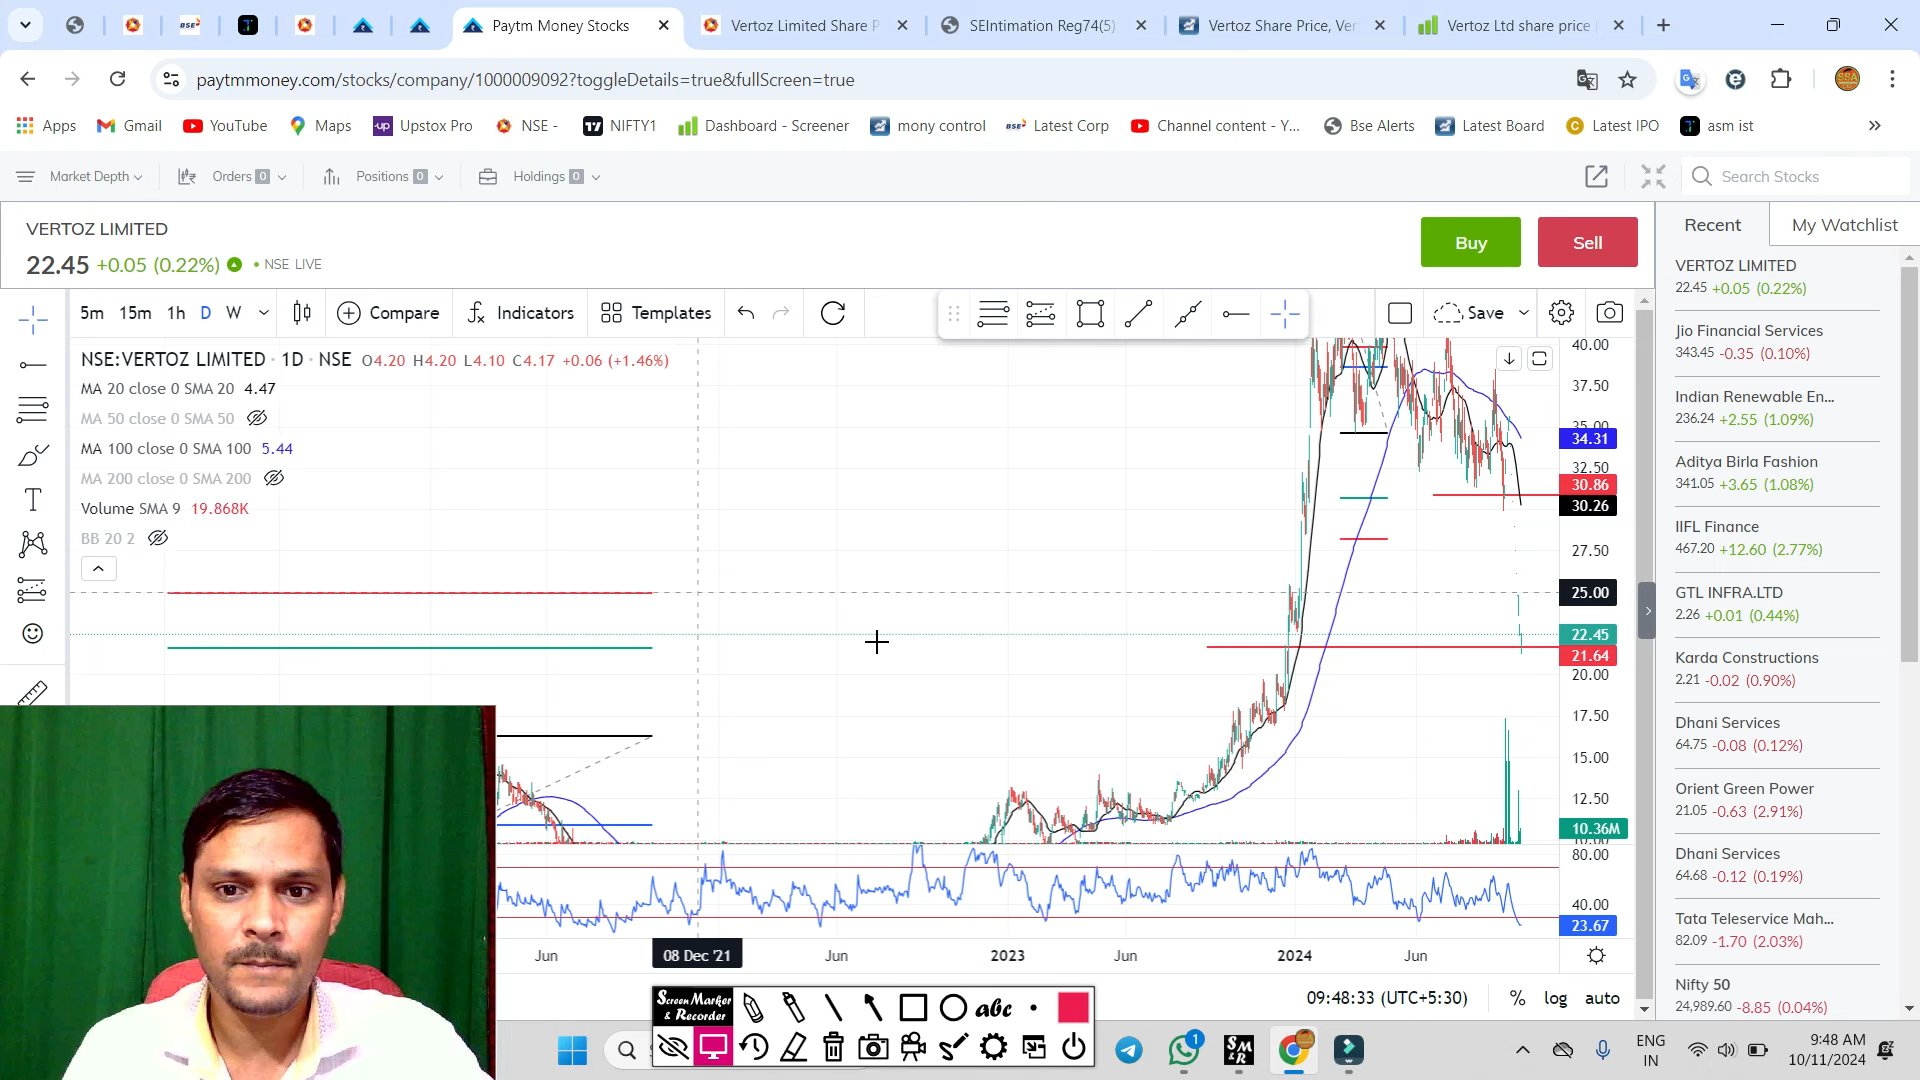 Paytm Money Stocks
Vertoz Limited Share P
SEIntimation Reg74(5)
Vertoz Share Price, Ver
Vertoz Ltd share price
paytmmoney.com/stocks/company/1000009092?toggleDetails=true&fullScreen=true
Apps Gmail YouTube Maps Upstox Pro NSE - NIFTY1 Dashboard - Screener mony control Latest Corp Channel content - Y... Bse Alerts Latest Board Latest IPO asm ist
Market Depth Orders 0 Positions 0 Holdings 0 Search Stocks
VERTOZ LIMITED
22.45 +0.05 (0.22%) • NSE LIVE
Buy Sell
Recent My Watchlist
5m 15m 1h D W Compare Indicators Templates Save
NSE:VERTOZ LIMITED · 1D · NSE O4.20 H4.20 L4.10 C4.17 +0.06 (+1.46%)
MA 20 close 0 SMA 20 4.47
MA 50 close 0 SMA 50
MA 100 close 0 SMA 100 5.44
MA 200 close 0 SMA 200
Volume SMA 9 19.868K
BB 20 2
40.00
37.50
35.00
34.31
32.50
30.86
30.26
27.50
25.00
22.45
21.64
20.00
17.50
15.00
12.50
10.36M
80.00
40.00
23.67
Jun 08 Dec '21 Jun 2023 Jun 2024 Jun
09:48:33 (UTC+5:30) % log auto
VERTOZ LIMITED
22.45 +0.05 (0.22%)
Jio Financial Services
343.45 -0.35 (0.10%)
Indian Renewable En...
236.24 +2.55 (1.09%)
Aditya Birla Fashion
341.05 +3.65 (1.08%)
IIFL Finance
467.20 +12.60 (2.77%)
GTL INFRA.LTD
2.26 +0.01 (0.44%)
Karda Constructions
2.21 -0.02 (0.90%)
Dhani Services
64.75 -0.08 (0.12%)
Orient Green Power
21.05 -0.63 (2.91%)
Dhani Services
64.68 -0.12 (0.19%)
Tata Teleservice Mah...
82.09 -1.70 (2.03%)
Nifty 50
24,989.60 -8.85 (0.04%)
Screen Marker
& Recorder
abc
1
ENG
IN
9:48 AM
10/11/2024